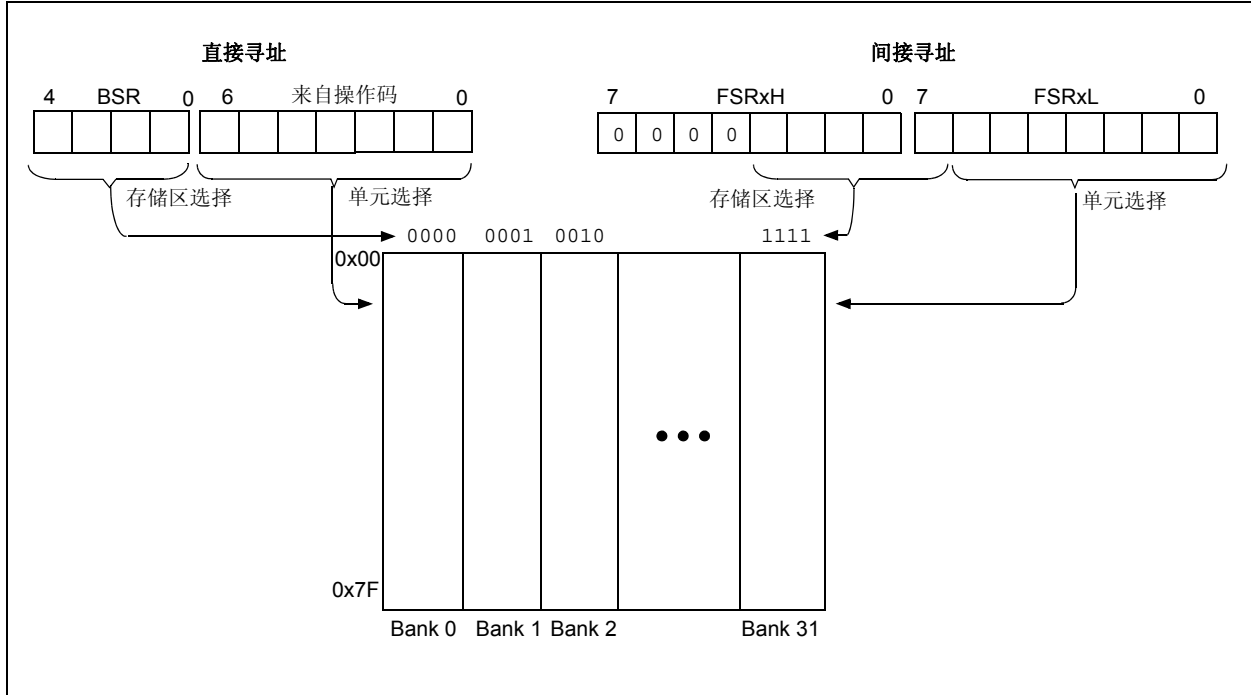 直接寻址 间接寻址
4 BSR 0 6 来自操作码 0 7 FSRxH 0 7 FSRxL 0
0 0 0 0
存储区选择 单元选择 存储区选择 单元选择
0000 0001 0010 1111
0x00
0x7F
Bank 0 Bank 1 Bank 2 Bank 31